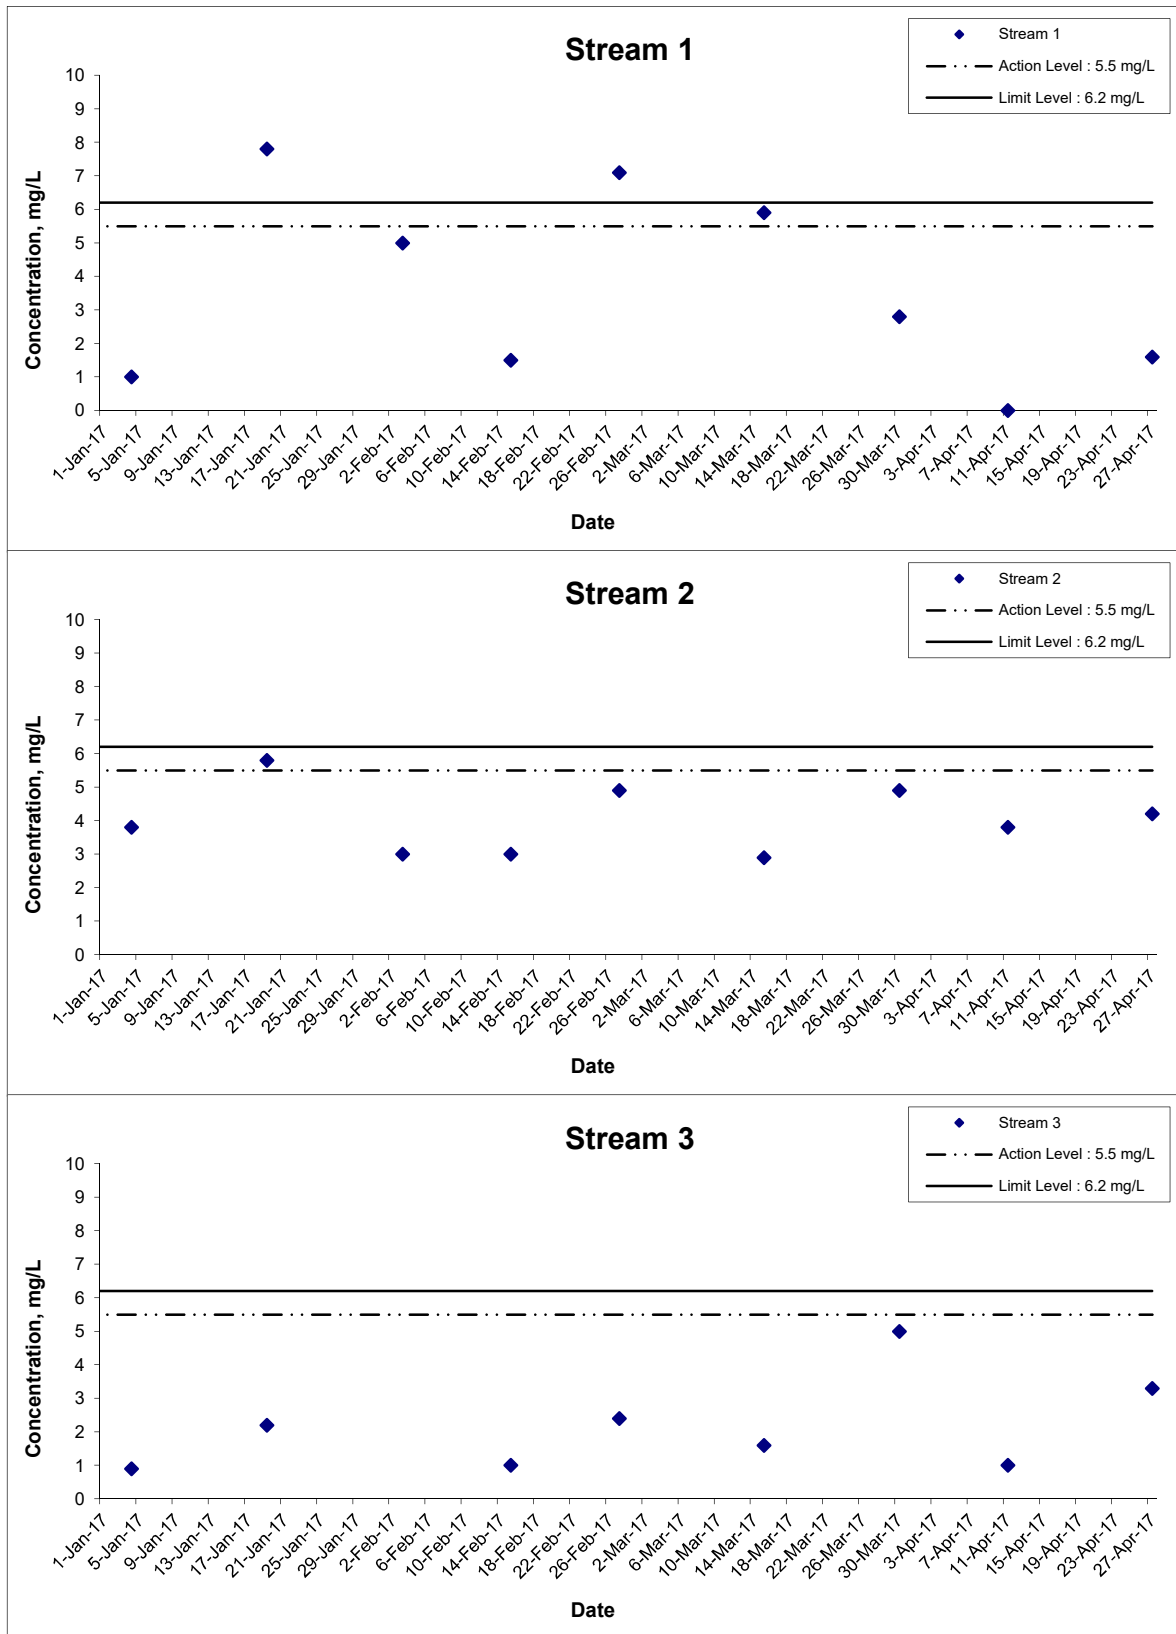 Stream 1
Stream 1
Action Level : 5.5 mg/L
Limit Level : 6.2 mg/L
Concentration, mg/L
10
9
8
7
6
5
4
3
2
1
0
1-Jan-17
5-Jan-17
9-Jan-17
13-Jan-17
17-Jan-17
21-Jan-17
25-Jan-17
29-Jan-17
2-Feb-17
6-Feb-17
10-Feb-17
14-Feb-17
18-Feb-17
22-Feb-17
26-Feb-17
2-Mar-17
6-Mar-17
10-Mar-17
14-Mar-17
18-Mar-17
22-Mar-17
26-Mar-17
30-Mar-17
3-Apr-17
7-Apr-17
11-Apr-17
15-Apr-17
19-Apr-17
23-Apr-17
27-Apr-17
Date
Stream 2
Stream 2
Action Level : 5.5 mg/L
Limit Level : 6.2 mg/L
Concentration, mg/L
10
9
8
7
6
5
4
3
2
1
0
1-Jan-17
5-Jan-17
9-Jan-17
13-Jan-17
17-Jan-17
21-Jan-17
25-Jan-17
29-Jan-17
2-Feb-17
6-Feb-17
10-Feb-17
14-Feb-17
18-Feb-17
22-Feb-17
26-Feb-17
2-Mar-17
6-Mar-17
10-Mar-17
14-Mar-17
18-Mar-17
22-Mar-17
26-Mar-17
30-Mar-17
3-Apr-17
7-Apr-17
11-Apr-17
15-Apr-17
19-Apr-17
23-Apr-17
27-Apr-17
Date
Stream 3
Stream 3
Action Level : 5.5 mg/L
Limit Level : 6.2 mg/L
Concentration, mg/L
10
9
8
7
6
5
4
3
2
1
0
1-Jan-17
5-Jan-17
9-Jan-17
13-Jan-17
17-Jan-17
21-Jan-17
25-Jan-17
29-Jan-17
2-Feb-17
6-Feb-17
10-Feb-17
14-Feb-17
18-Feb-17
22-Feb-17
26-Feb-17
2-Mar-17
6-Mar-17
10-Mar-17
14-Mar-17
18-Mar-17
22-Mar-17
26-Mar-17
30-Mar-17
3-Apr-17
7-Apr-17
11-Apr-17
15-Apr-17
19-Apr-17
23-Apr-17
27-Apr-17
Date